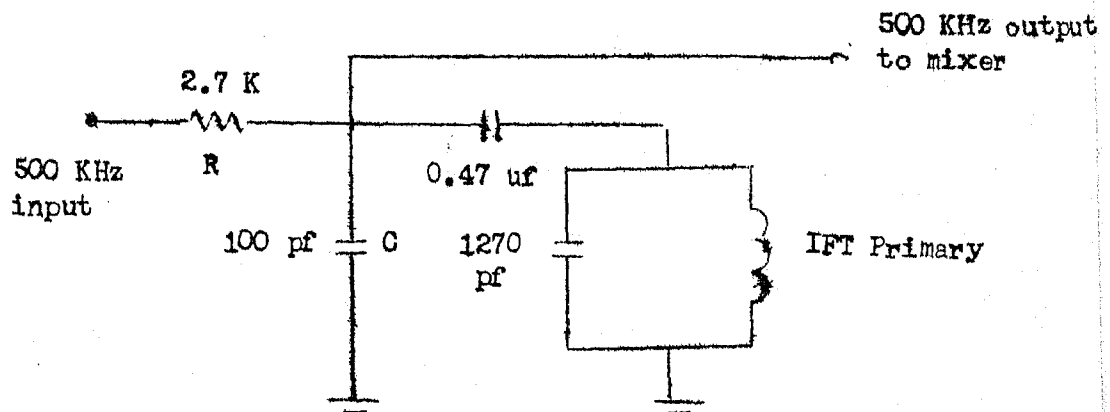 500 KHz output
to mixer
2.7 K
R
500 KHz
input
0.47 uf
100 pf
C
1270
pf
IFT Primary